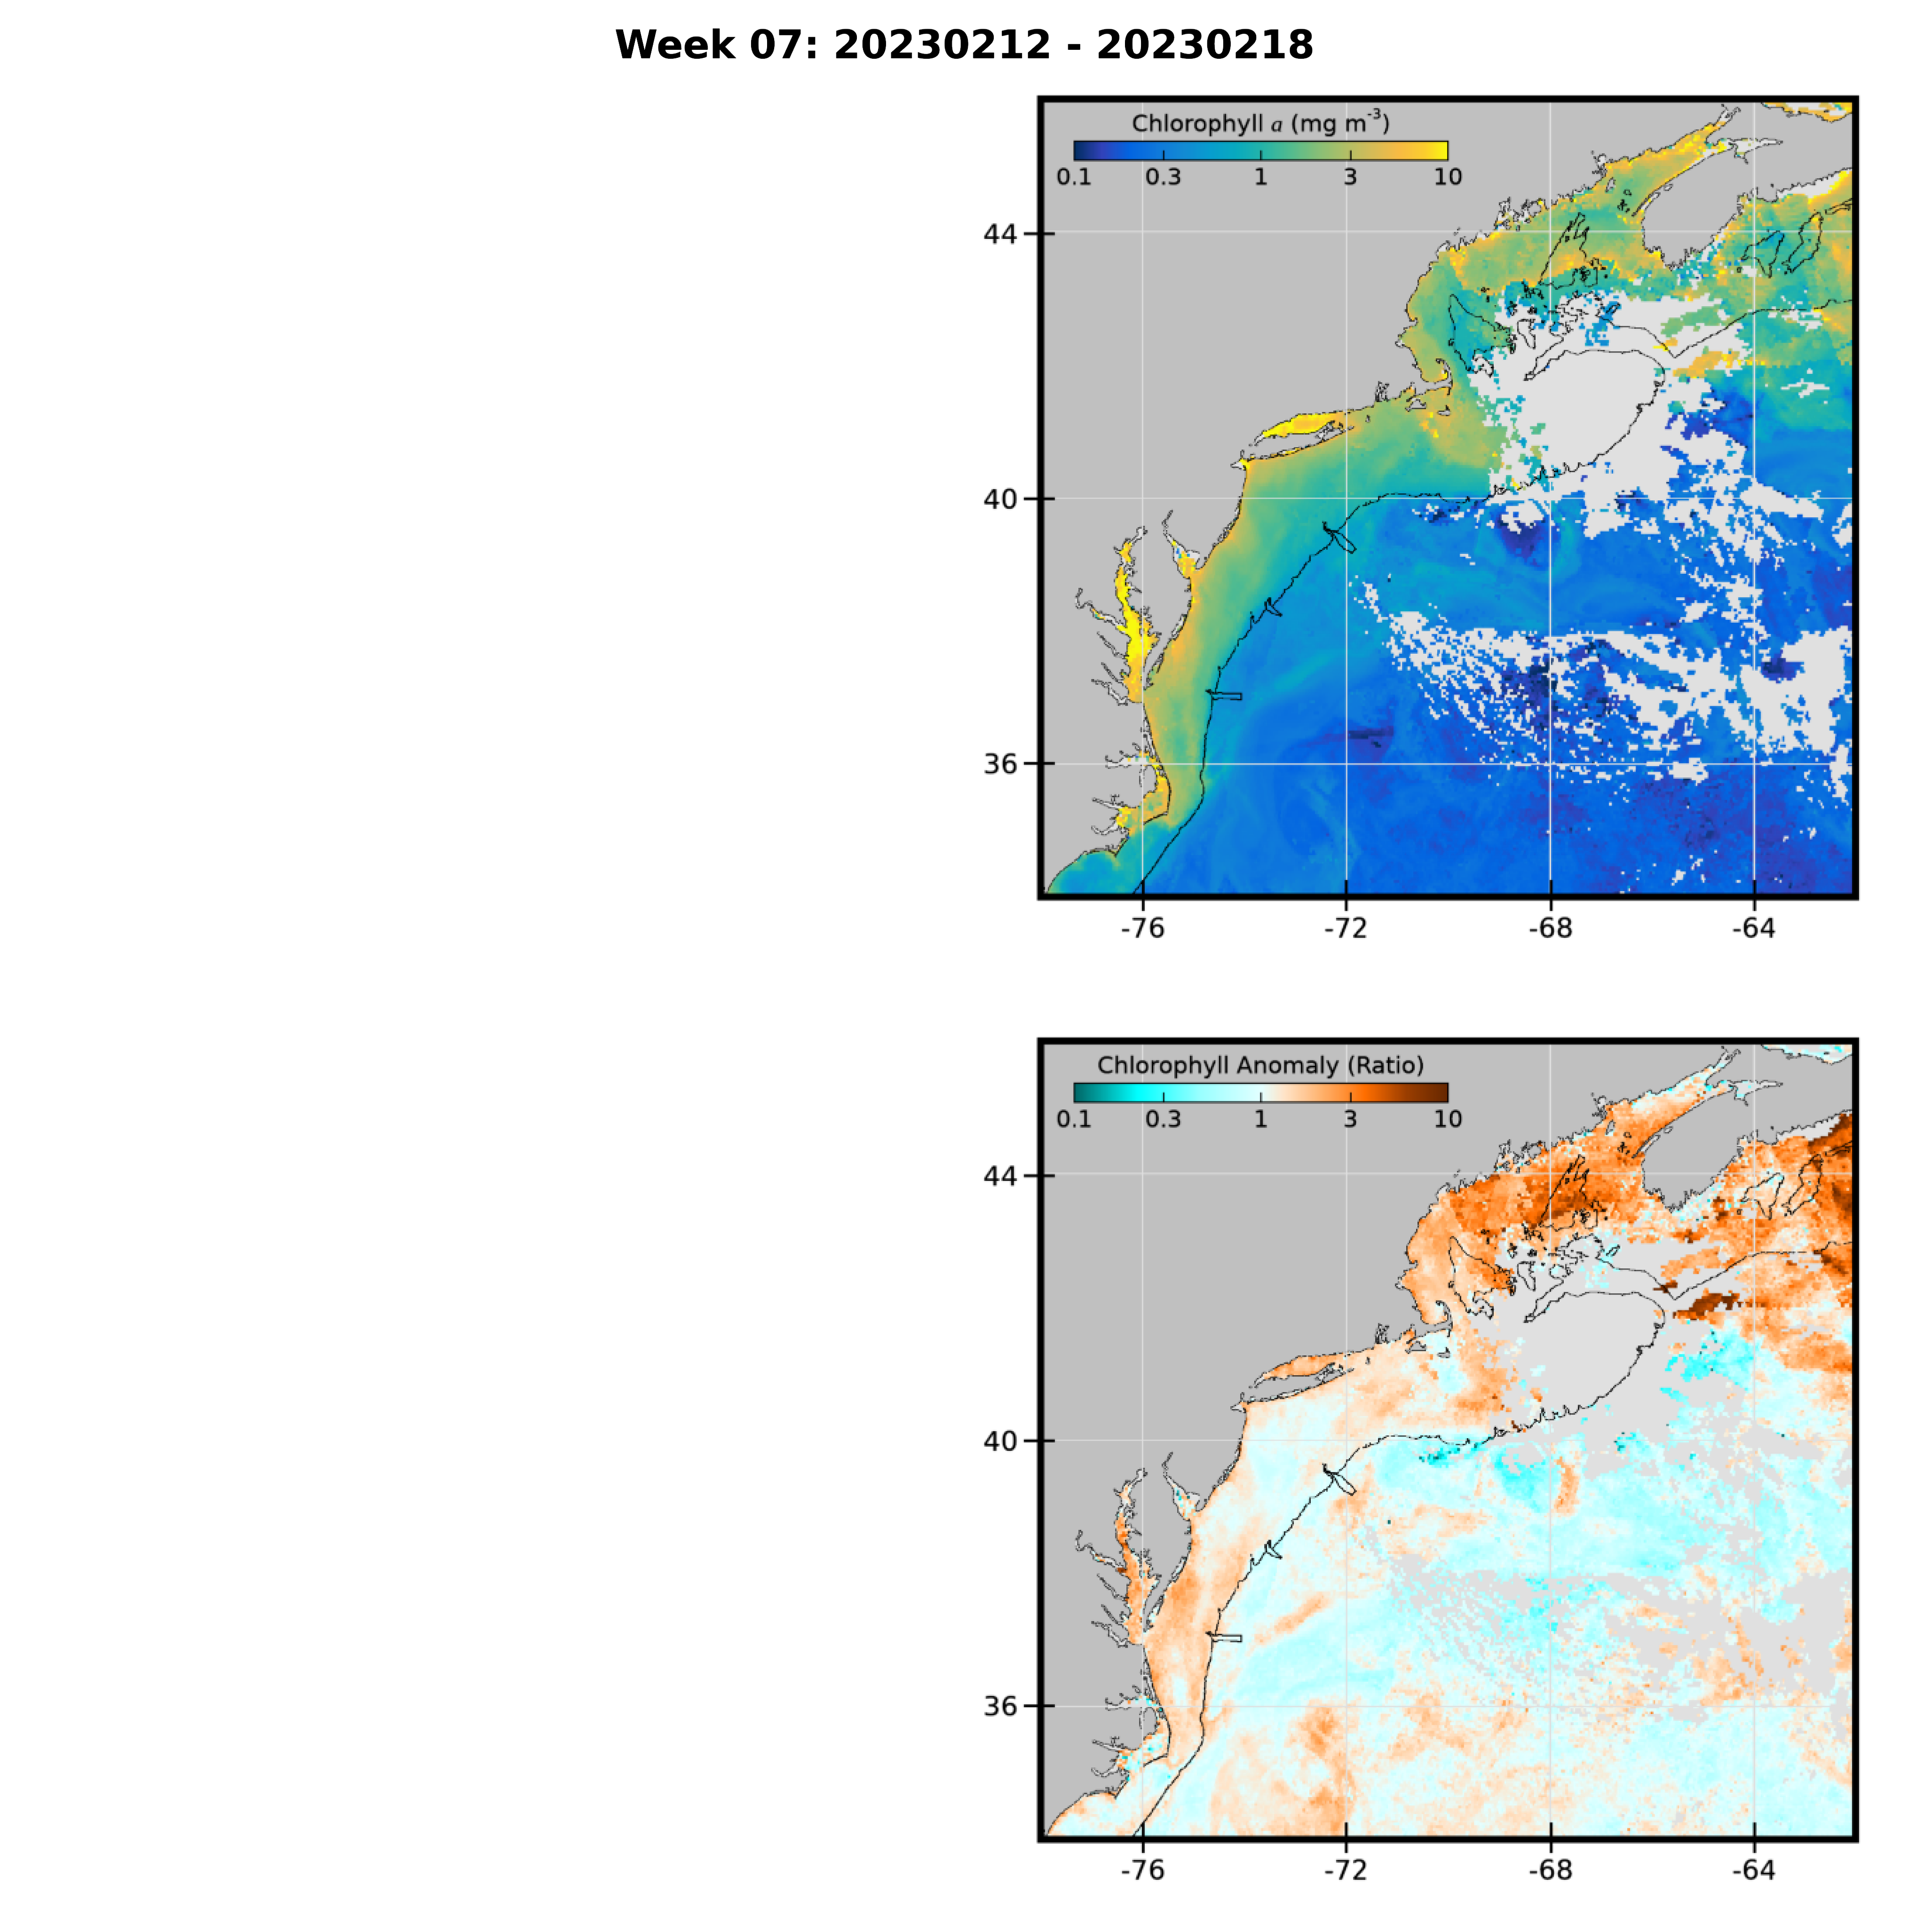 Week 07: 20230212 - 20230218
Chlorophyll a (mg m-3)
0.1 0.3 1 3 10
44
40
36
-76 -72 -68 -64
Chlorophyll Anomaly (Ratio)
0.1 0.3 1 3 10
44
40
36
-76 -72 -68 -64